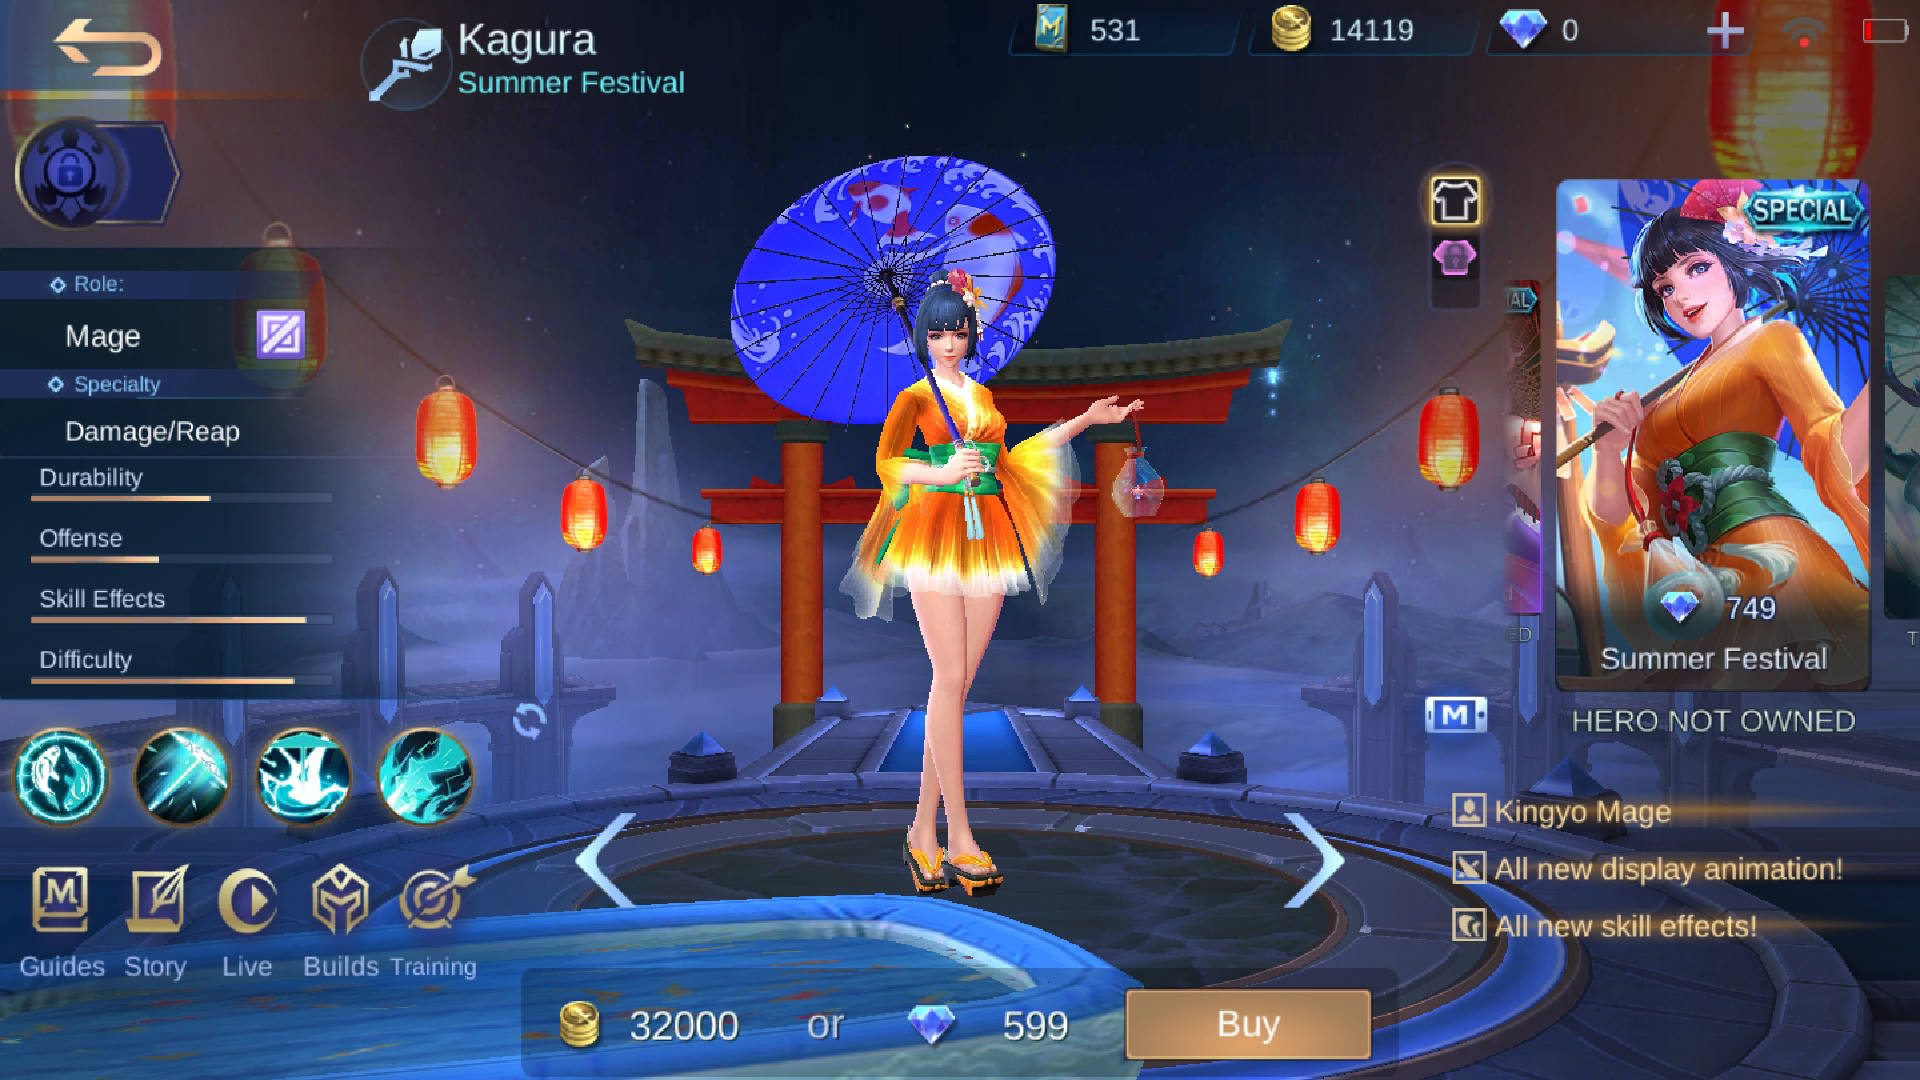 Kagura
Summer Festival
531
14119
0
Role:
Mage
Specialty
Damage/Reap
Durability
Offense
Skill Effects
Difficulty
Guides
Story
Live
Builds
Training
SPECIAL
749
Summer Festival
M
HERO NOT OWNED
Kingyo Mage
All new display animation!
All new skill effects!
32000 or 599
Buy